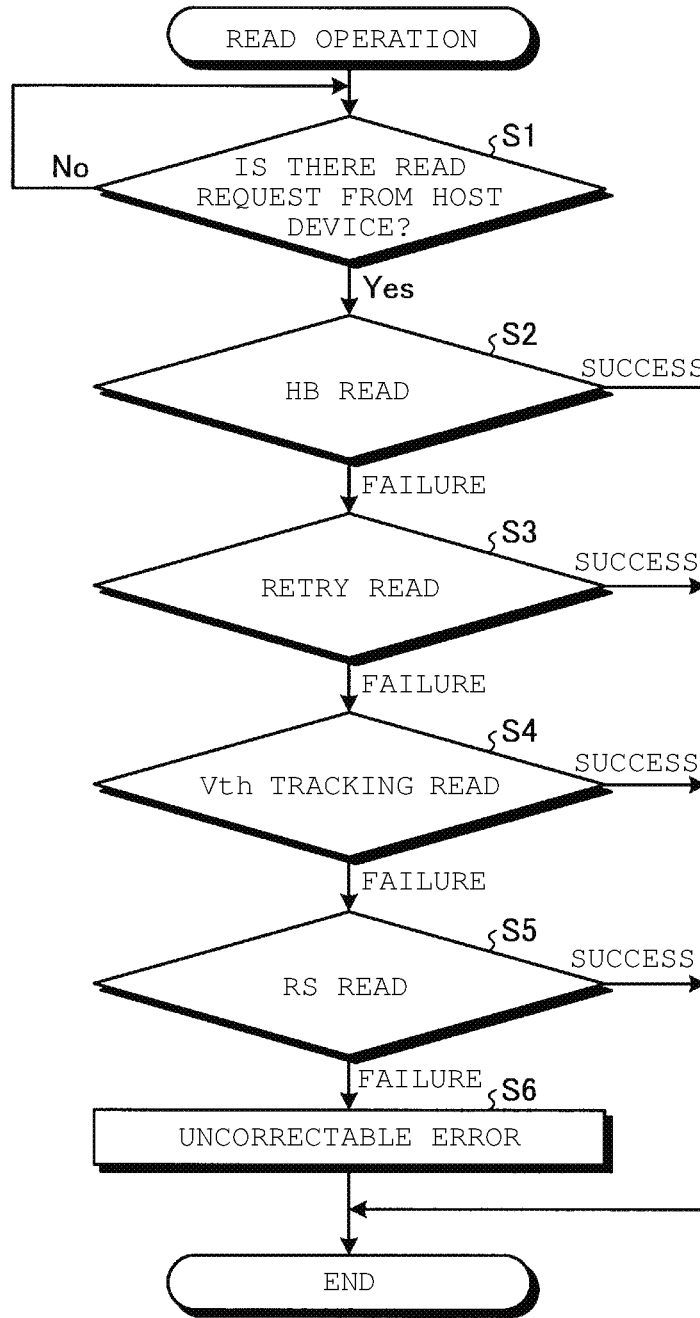 READ OPERATION
S1
IS THERE READ
REQUEST FROM HOST
DEVICE?
No
Yes
S2
HB READ
SUCCESS
FAILURE
S3
RETRY READ
SUCCESS
FAILURE
S4
Vth TRACKING READ
SUCCESS
FAILURE
S5
RS READ
SUCCESS
FAILURE
S6
UNCORRECTABLE ERROR
END